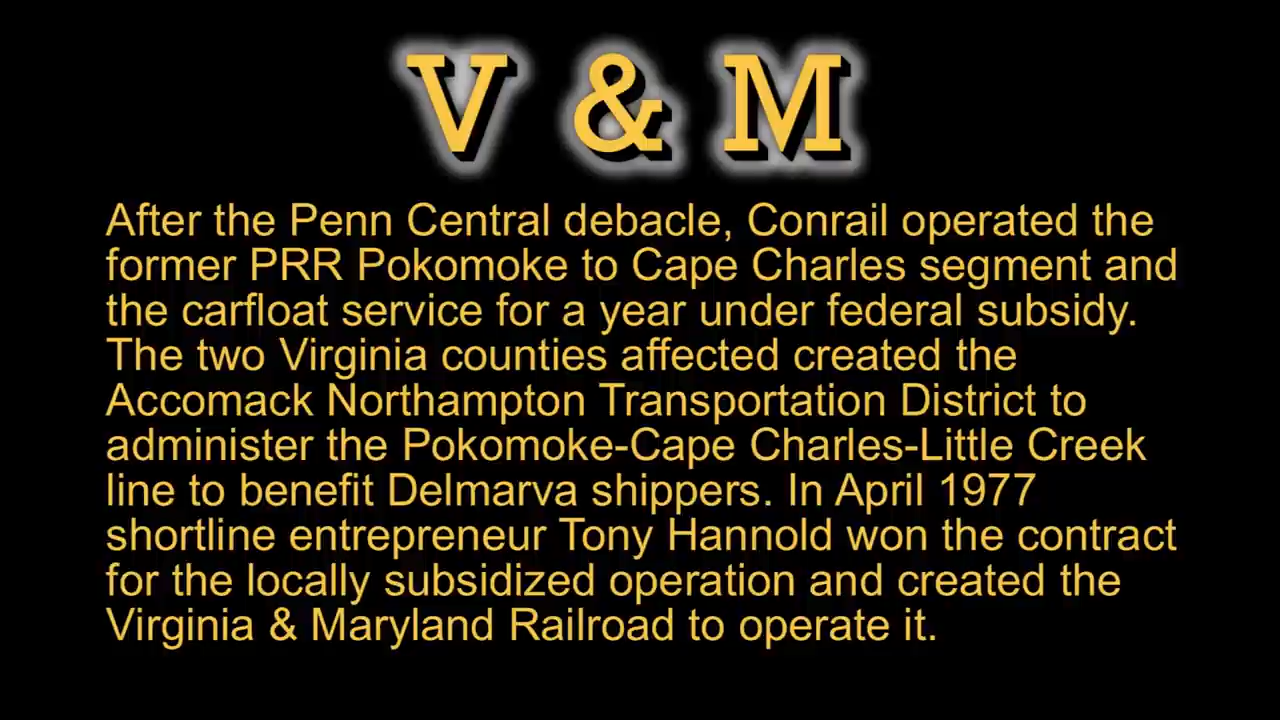 V & M
After the Penn Central debacle, Conrail operated the
former PRR Pokomoke to Cape Charles segment and
the carfloat service for a year under federal subsidy.
The two Virginia counties affected created the
Accomack Northampton Transportation District to
administer the Pokomoke-Cape Charles-Little Creek
line to benefit Delmarva shippers. In April 1977
shortline entrepreneur Tony Hannold won the contract
for the locally subsidized operation and created the
Virginia & Maryland Railroad to operate it.